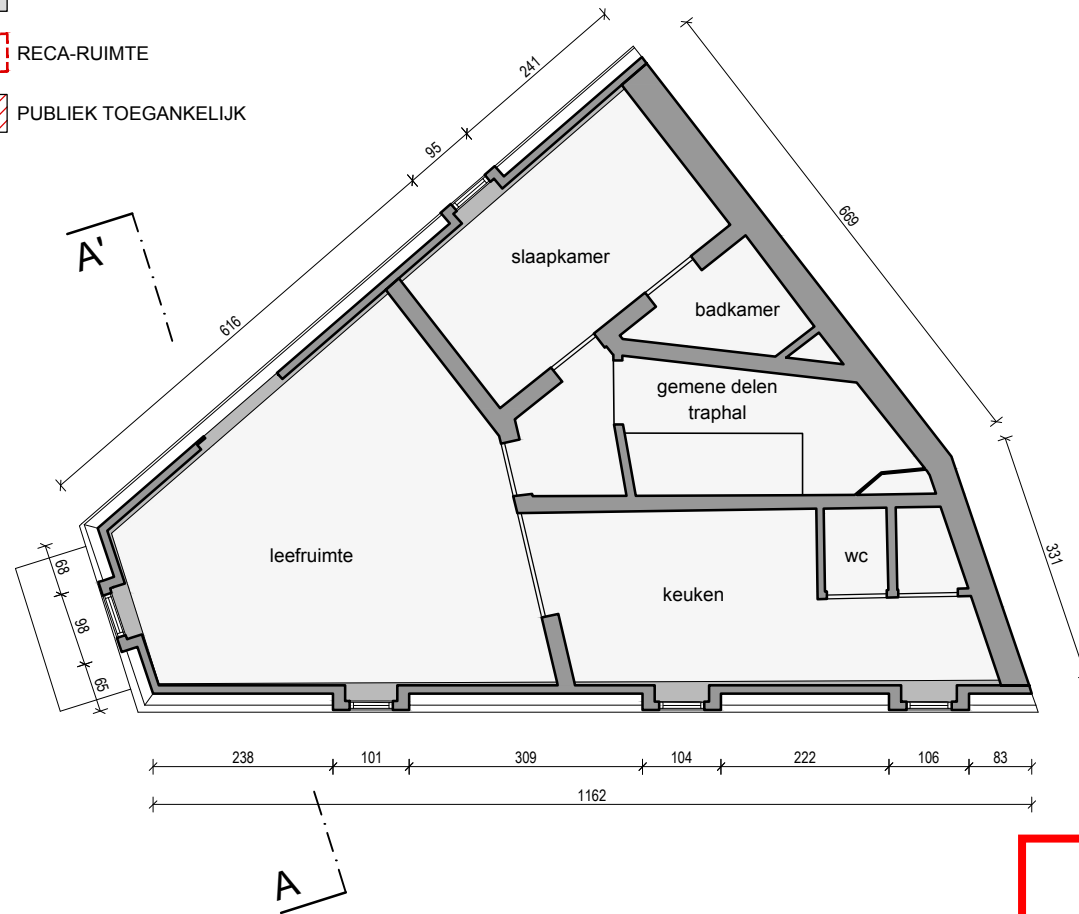 RECA-RUIMTE
PUBLIEK TOEGANKELIJK
241
95
616
669
331
A'
slaapkamer
badkamer
gemene delen
traphal
leefruimte
keuken
wc
68
98
65
238
101
309
104
222
106
83
1162
A